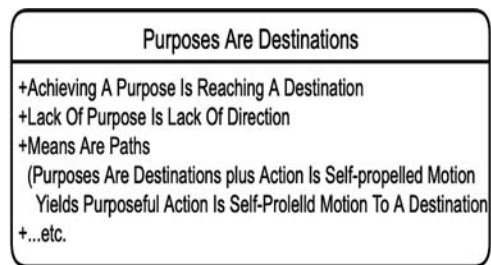 Purposes Are Destinations
+Achieving A Purpose Is Reaching A Destination
+Lack Of Purpose Is Lack Of Direction
+Means Are Paths
(Purposes Are Destinations plus Action Is Self-propelled Motion
Yields Purposeful Action Is Self-Prolelld Motion To A Destination
+...etc.